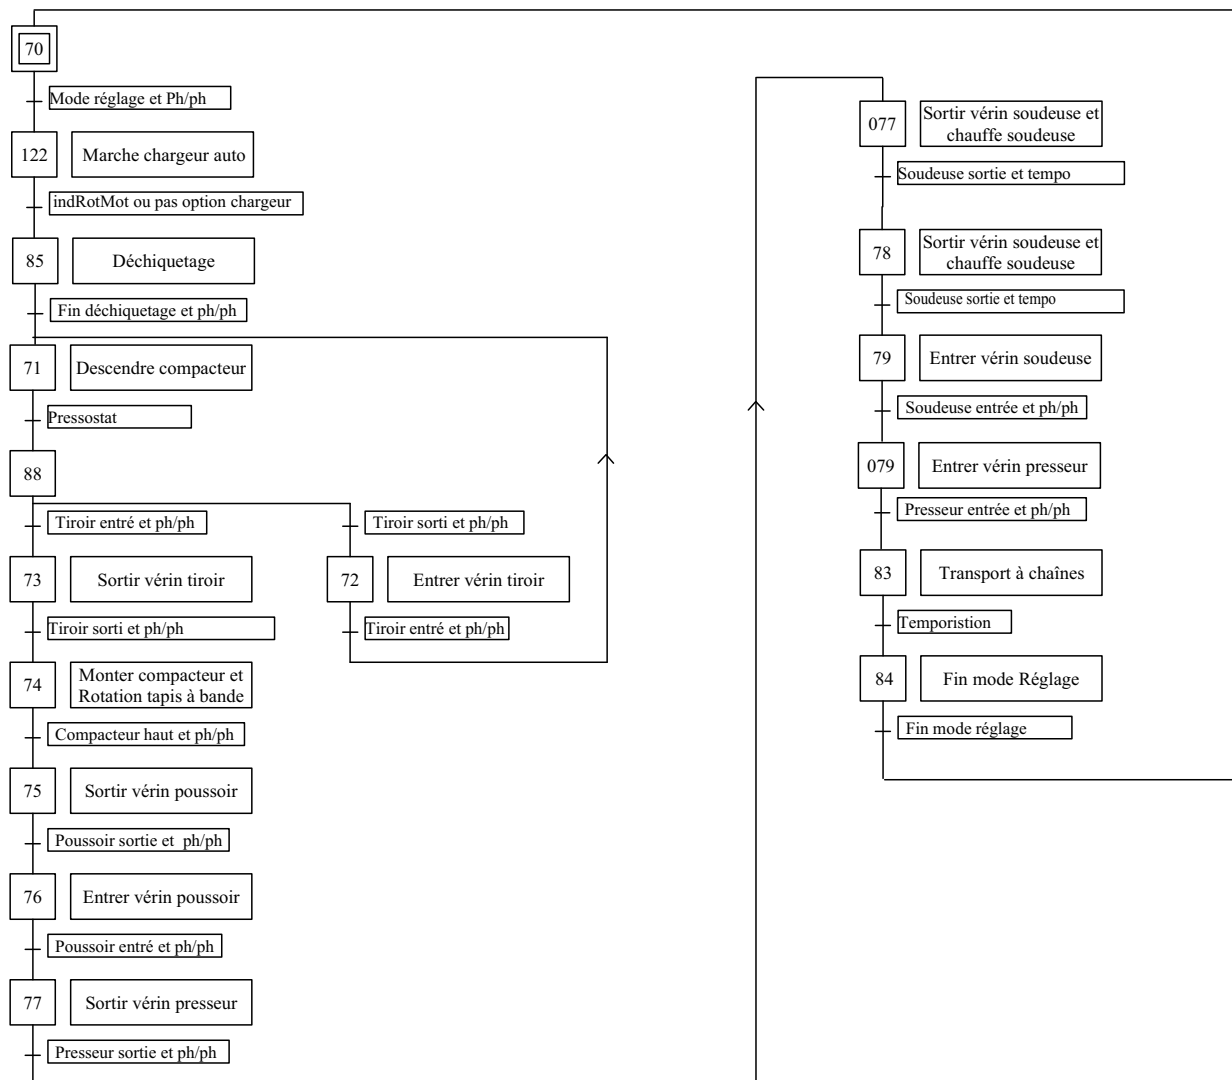 70
Mode réglage et Ph/ph
122
Marche chargeur auto
indRotMot ou pas option chargeur
85
Déchiquetage
Fin déchiquetage et ph/ph
71
Descendre compacteur
Pressostat
88
Tiroir entré et ph/ph
Tiroir sorti et ph/ph
73
Sortir vérin tiroir
72
Entrer vérin tiroir
Tiroir sorti et ph/ph
Tiroir entré et ph/ph
74
Monter compacteur et
Rotation tapis à bande
Compacteur haut et ph/ph
75
Sortir vérin poussoir
Poussoir sortie et ph/ph
76
Entrer vérin poussoir
Poussoir entré et ph/ph
77
Sortir vérin presseur
Presseur sortie et ph/ph
077
Sortir vérin soudeuse et
chauffe soudeuse
Soudeuse sortie et tempo
78
Sortir vérin soudeuse et
chauffe soudeuse
Soudeuse sortie et tempo
79
Entrer vérin soudeuse
Soudeuse entrée et ph/ph
079
Entrer vérin presseur
Presseur entrée et ph/ph
83
Transport à chaînes
Temporistion
84
Fin mode Réglage
Fin mode réglage